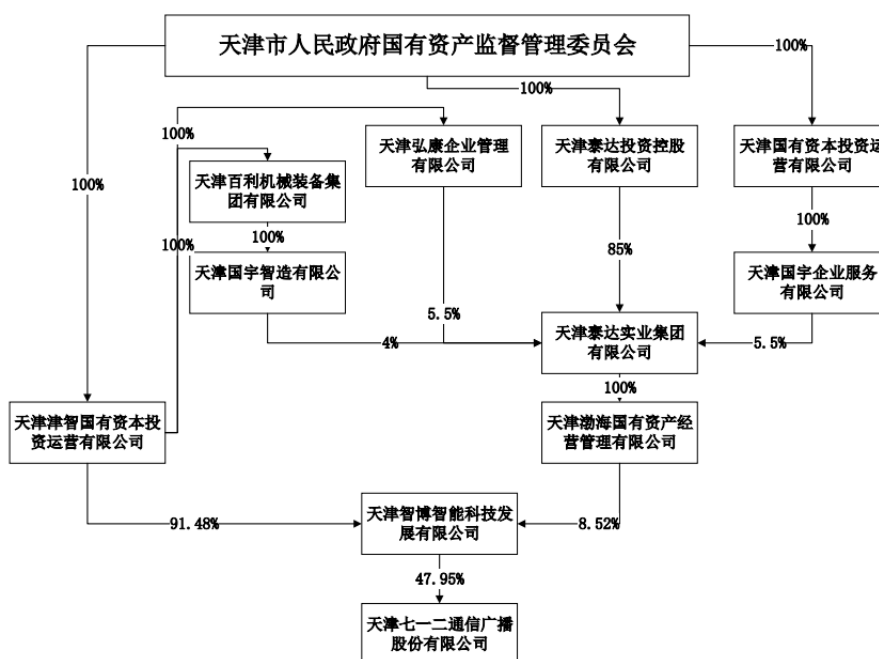 天津市人民政府国有资产监督管理委员会
100%
100%
100%
100%
100%
天津弘康企业管理
有限公司
天津泰达投资控股
有限公司
天津国有资本投资运
营有限公司
天津百利机械装备集
团有限公司
100%
100%
100%
85%
天津国宇智造有限公
司
天津国宇企业服务
有限公司
5.5%
4%
天津泰达实业集团
有限公司
5.5%
100%
天津津智国有资本投
资运营有限公司
天津渤海国有资产经
营管理有限公司
91.48%
天津智博智能科技发
展有限公司
8.52%
47.95%
天津七一二通信广播
股份有限公司